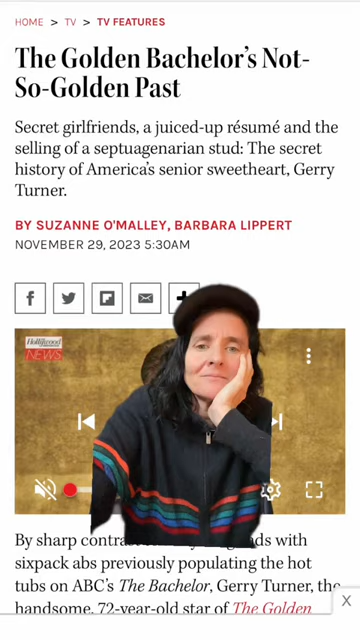 HOME > TV > TV FEATURES
The Golden Bachelor's Not-
So-Golden Past
Secret girlfriends, a juiced-up résumé and the
selling of a septuagenarian stud: The secret
history of America's senior sweetheart, Gerry
Turner.
BY SUZANNE O'MALLEY, BARBARA LIPPERT
NOVEMBER 29, 2023 5:30AM
The Hollywood Reporter
NEWS
By sharp with
sixpack abs previously populating the hot
tubs on ABC's The Bachelor, Gerry Turner, the
handsome, 72-year-old star of The Golden
X